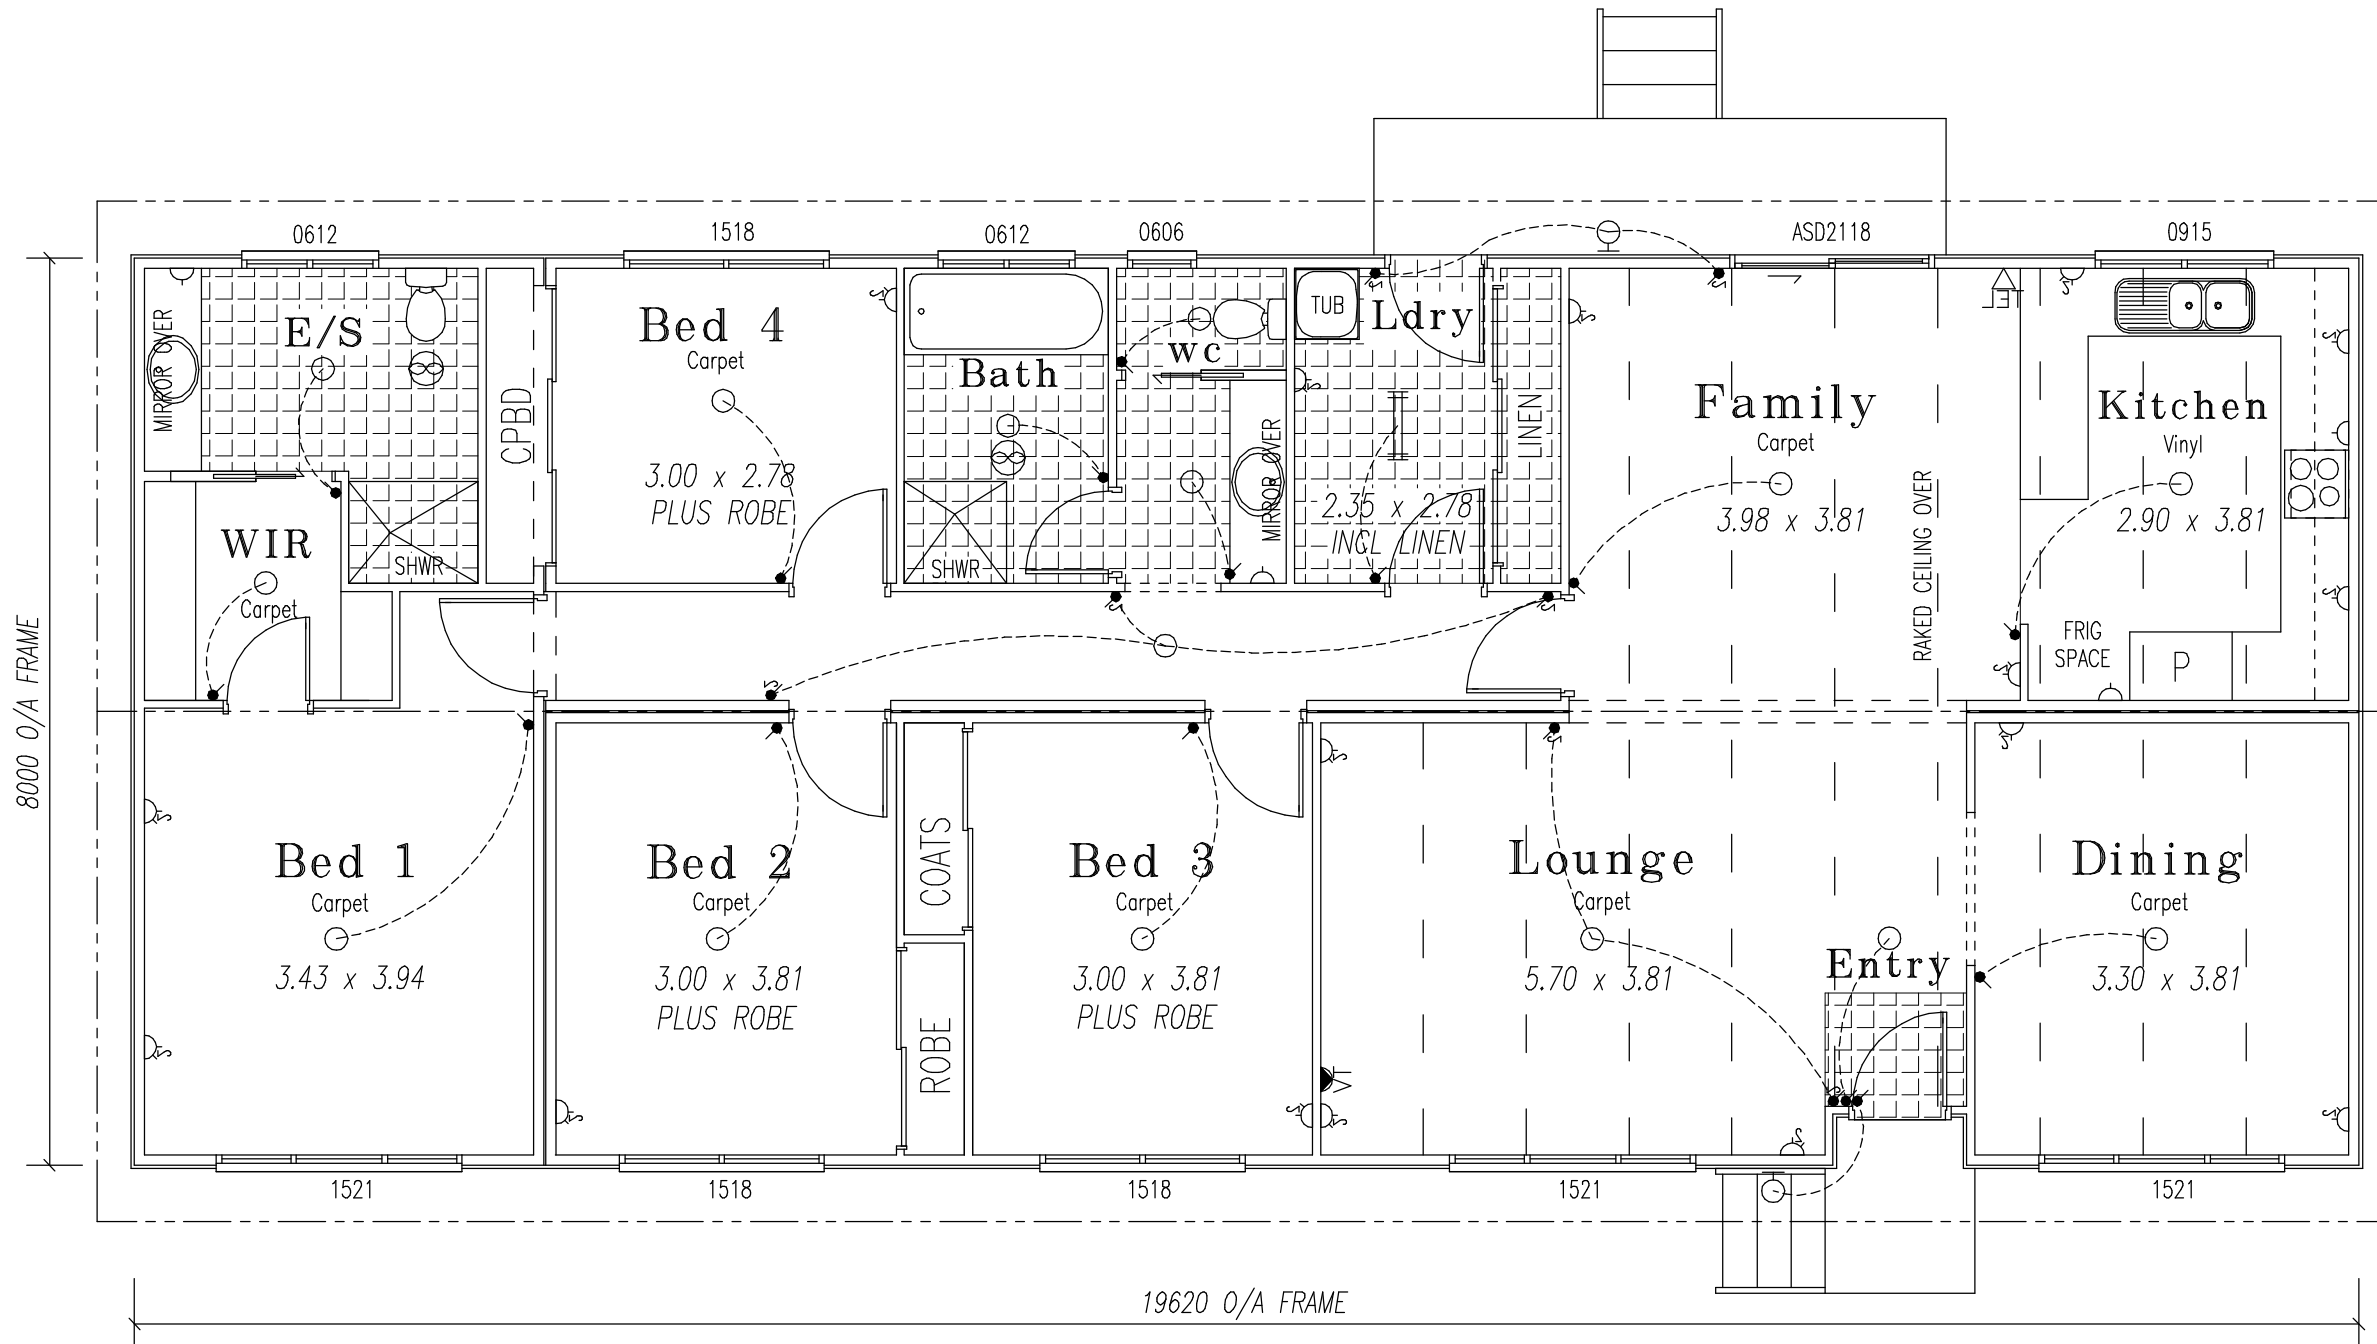 0612
1518
0612
0606
ASD2118
0915
MIRROR OVER
E/S
CPBD
Bed 4
Carpet
3.00 x 2.78
PLUS ROBE
Bath
wc
TUB
Ldry
MIRROR OVER
2.35 x 2.78
INCL LINEN
LINEN
Family
Carpet
3.98 x 3.81
RAKED CEILING OVER
TEL
Kitchen
Vinyl
2.90 x 3.81
FRIG
SPACE
P
WIR
Carpet
SHWR
SHWR
8000 O/A FRAME
Bed 1
Carpet
3.43 x 3.94
Bed 2
Carpet
3.00 x 3.81
PLUS ROBE
COATS
ROBE
Bed 3
Carpet
3.00 x 3.81
PLUS ROBE
Lounge
Carpet
5.70 x 3.81
Entry
Dining
Carpet
3.30 x 3.81
1521
1518
1518
1521
1521
19620 O/A FRAME